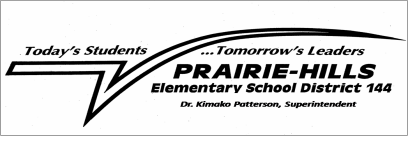 Today's Students ...Tomorrow's Leaders
PRAIRIE-HILLS
Elementary School District 144
Dr. Kimako Patterson, Superintendent